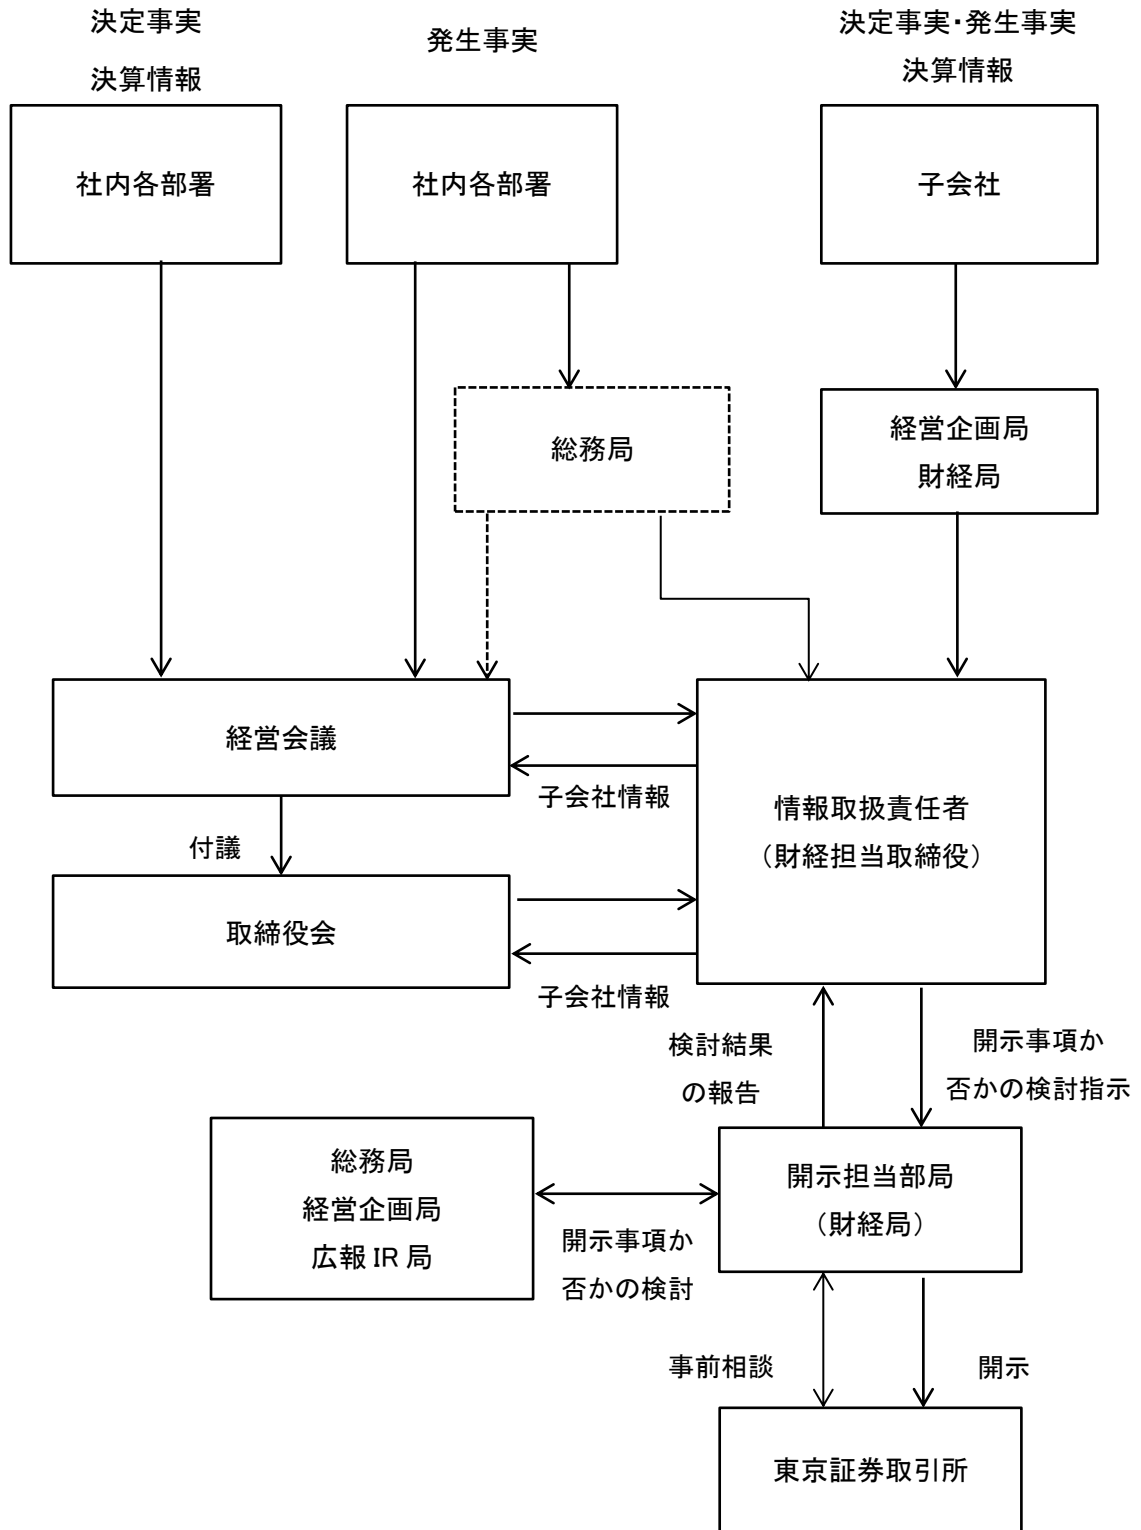 決定事実
決算情報
発生事実
決定事実・発生事実
決算情報
社内各部署
社内各部署
子会社
総務局
経営企画局
財経局
経営会議
子会社情報
付議
取締役会
子会社情報
情報取扱責任者
（財経担当取締役）
検討結果
の報告
開示事項か
否かの検討指示
総務局
経営企画局
広報 IR 局
開示事項か
否かの検討
開示担当部局
（財経局）
事前相談
開示
東京証券取引所